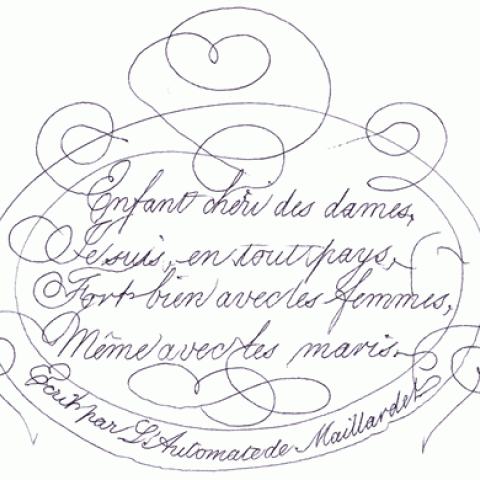 Enfant chéri des dames,
Je suis, en tout pays,
Fort bien avec les femmes,
Même avec les maris.
Ecrit par L'Automate de Maillardet